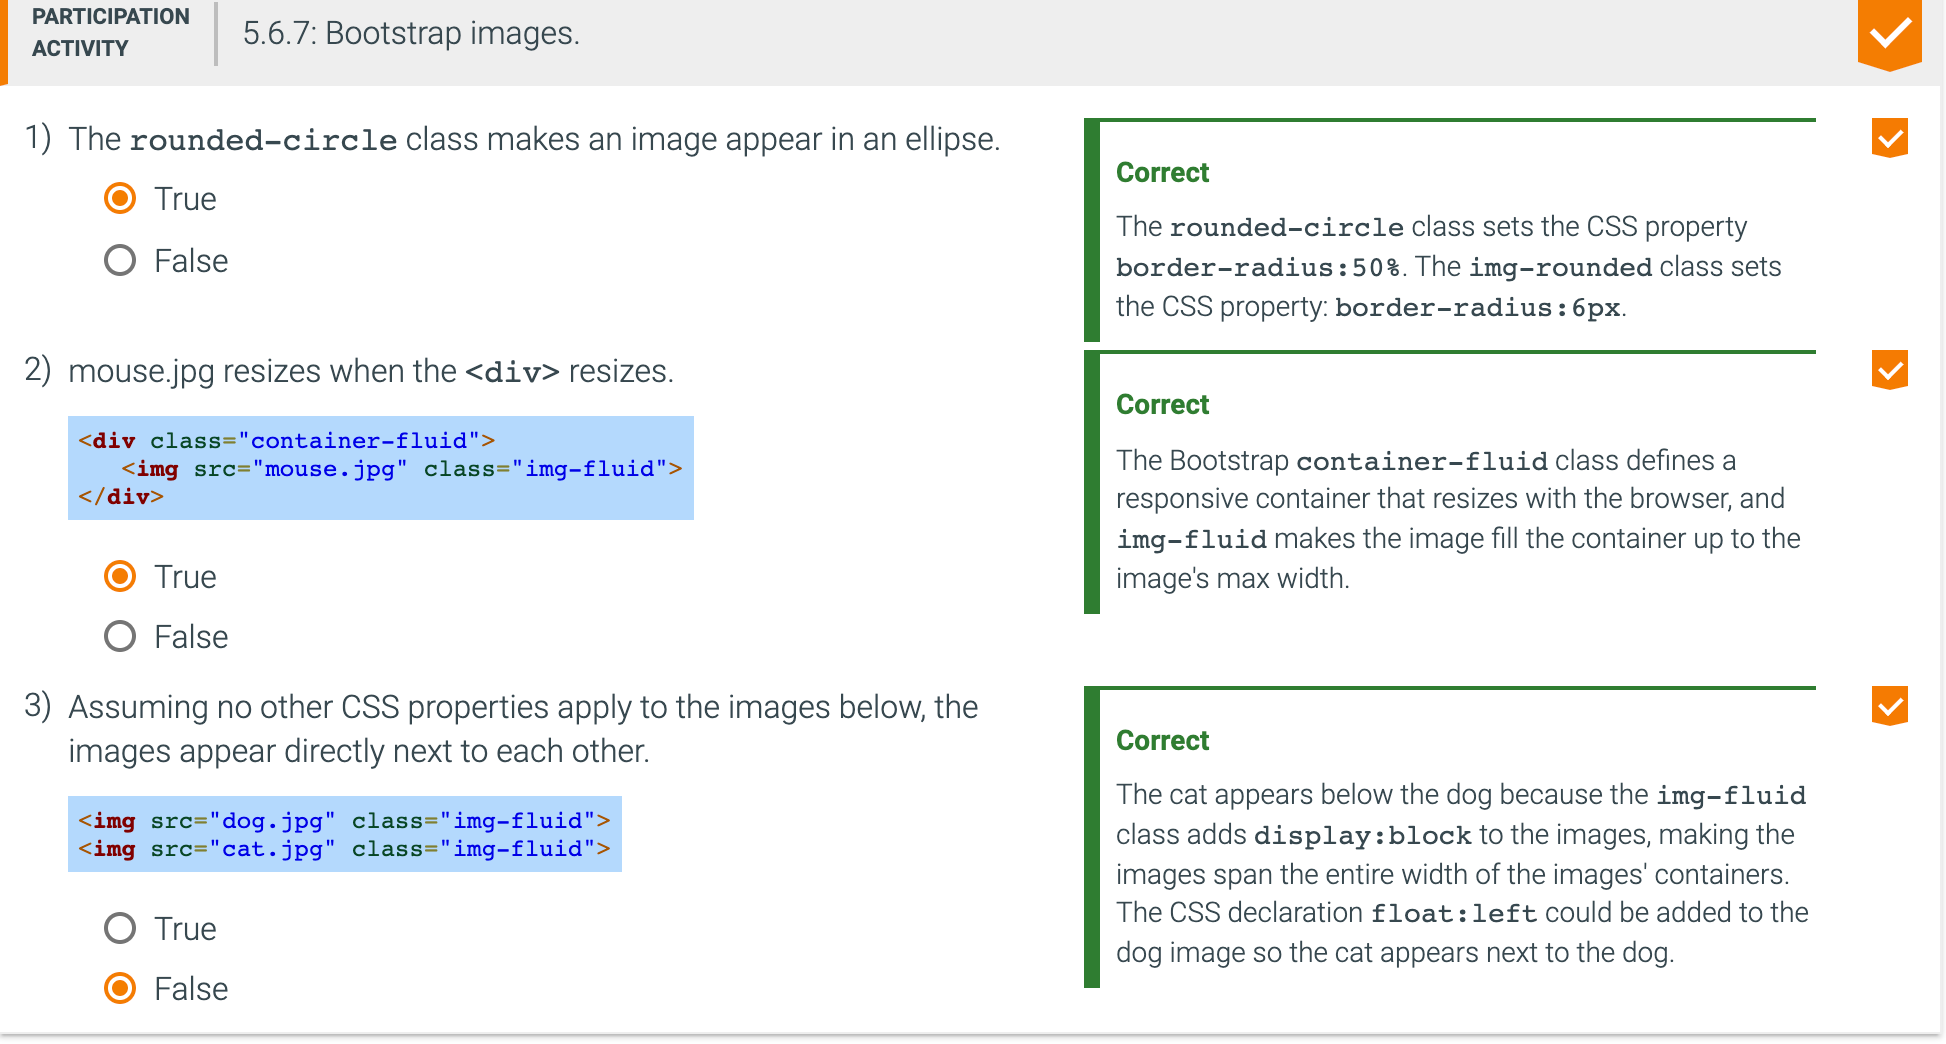 PARTICIPATION
ACTIVITY
5.6.7: Bootstrap images.
1) The rounded-circle class makes an image appear in an ellipse.
True
False
Correct
The rounded-circle class sets the CSS property
border-radius:50%. The img-rounded class sets
the CSS property: border-radius:6px.
2) mouse.jpg resizes when the <div> resizes.
<div class="container-fluid">
<img src="mouse.jpg" class="img-fluid">
</div>
True
False
Correct
The Bootstrap container-fluid class defines a
responsive container that resizes with the browser, and
img-fluid makes the image fill the container up to the
image's max width.
3) Assuming no other CSS properties apply to the images below, the
images appear directly next to each other.
<img src="dog.jpg" class="img-fluid">
<img src="cat.jpg" class="img-fluid">
True
False
Correct
The cat appears below the dog because the img-fluid
class adds display:block to the images, making the
images span the entire width of the images' containers.
The CSS declaration float:left could be added to the
dog image so the cat appears next to the dog.